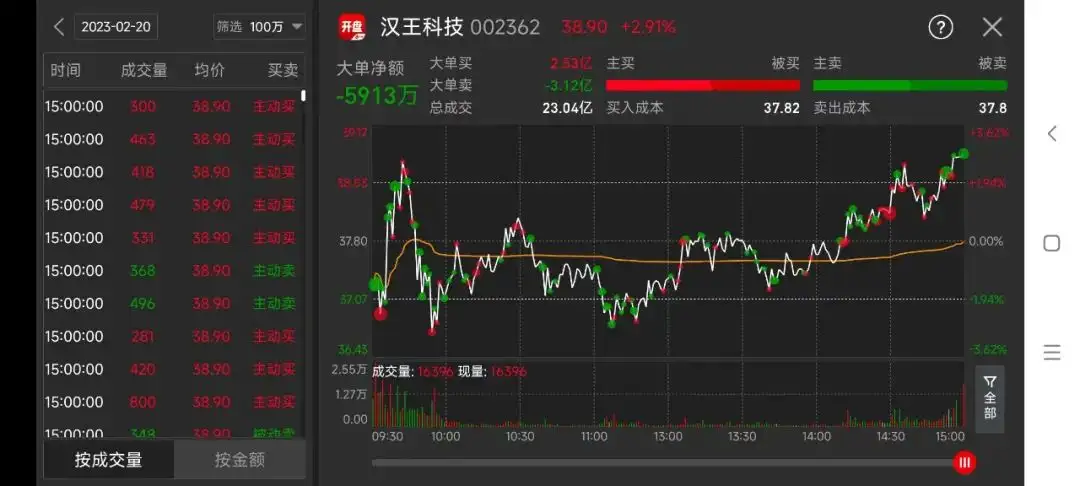 2023-02-20 筛选 100万
时间 成交量 均价 买卖
15:00:00 300 38.90 主动买
15:00:00 463 38.90 主动买
15:00:00 418 38.90 主动买
15:00:00 479 38.90 主动买
15:00:00 331 38.90 主动买
15:00:00 368 38.90 主动卖
15:00:00 496 38.90 主动卖
15:00:00 281 38.90 主动买
15:00:00 420 38.90 主动买
15:00:00 800 38.90 主动买
15:00:00 348 38.90 被动卖
按成交量 按金额
开盘 汉王科技 002362 38.90 +2.91% ?
大单净额
-5913万
大单买 2.53亿 主买 被买 主卖 被卖
大单卖 -3.12亿
总成交 23.04亿 买入成本 37.82 卖出成本 37.8
39.12 +3.62%
38.53 +1.94%
37.80 0.00%
37.07 -1.94%
36.43 -3.62%
2.55万 成交量: 16396 现量: 16396
1.27万
0.00
09:30 10:00 10:30 11:00 13:00 13:30 14:00 14:30 15:00
全部